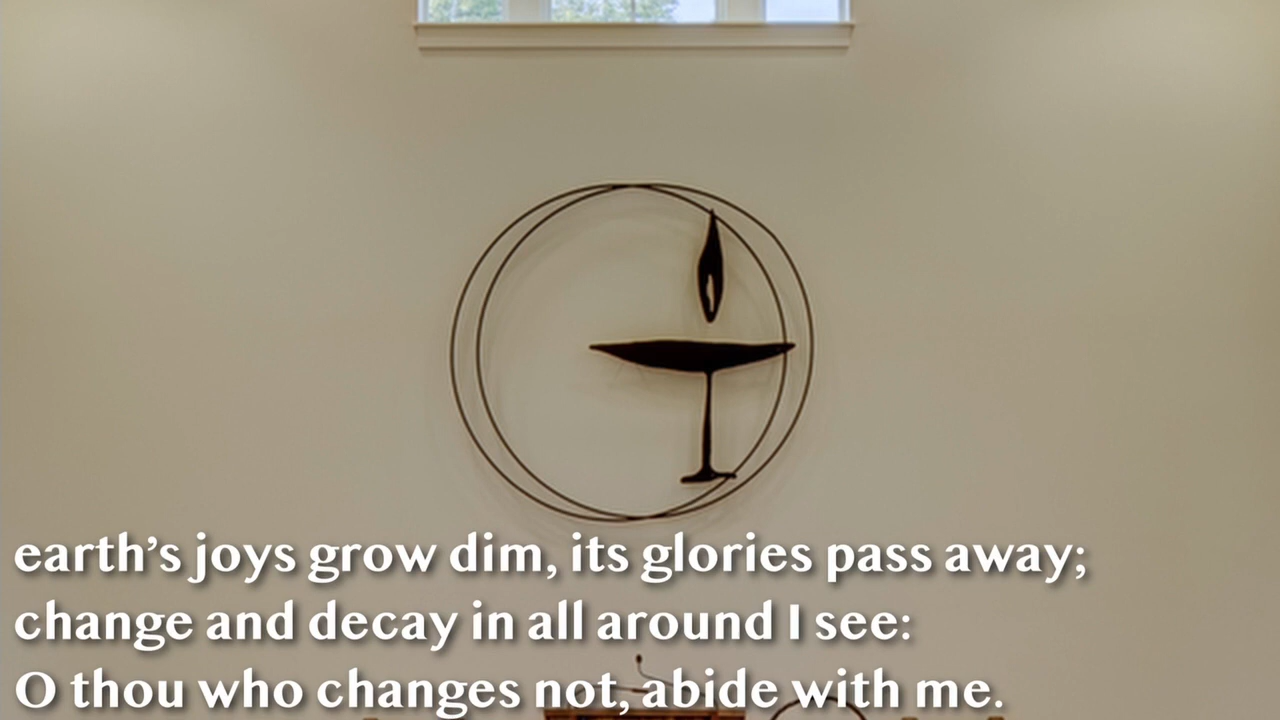 earth’s joys grow dim, its glories pass away;
change and decay in all around I see:
O thou who changes not, abide with me.